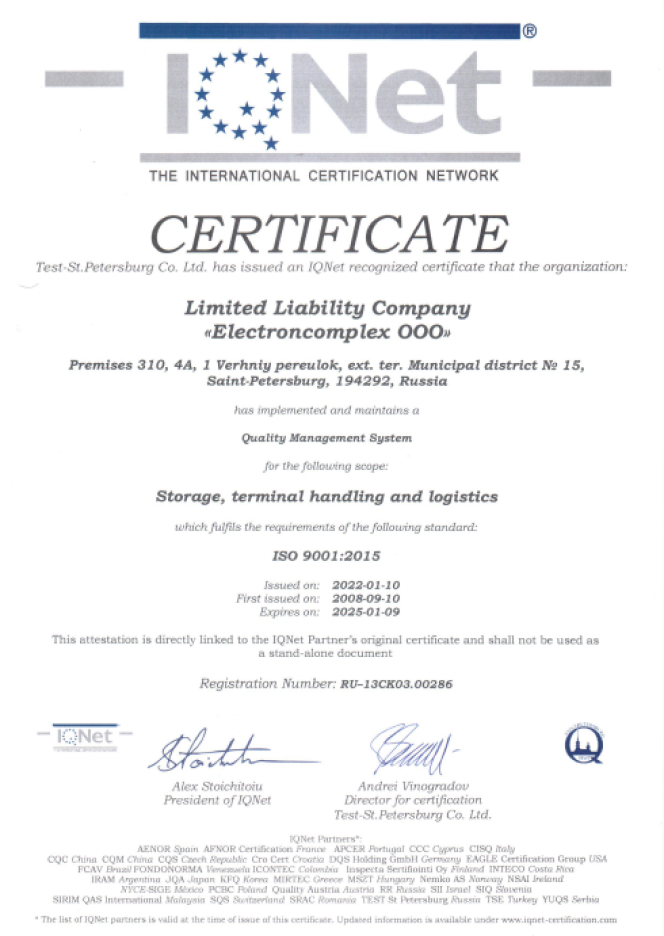 ®
IQNet
THE INTERNATIONAL CERTIFICATION NETWORK
CERTIFICATE
Test-St.Petersburg Co. Ltd. has issued an IQNet recognized certificate that the organization:
Limited Liability Company
«Electroncomplex OOO»
Premises 310, 4A, 1 Verhniy pereulok, ext. ter. Municipal district № 15,
Saint-Petersburg, 194292, Russia
has implemented and maintains a
Quality Management System
for the following scope:
Storage, terminal handling and logistics
which fulfils the requirements of the following standard:
ISO 9001:2015
Issued on: 2022-01-10
First issued on: 2008-09-10
Expires on: 2025-01-09
This attestation is directly linked to the IQNet Partner's original certificate and shall not be used as
a stand-alone document
Registration Number: RU-13CK03.00286
IQNet
Alex Stoichitoiu
President of IQNet
Andrei Vinogradov
Director for certification
Test-St.Petersburg Co. Ltd.
IQNet Partners*:
AENOR Spain AFNOR Certification France APCER Portugal CCC Cyprus CISQ Italy
CQC China CQM China CQS Czech Republic Cro Cert Croatia DQS Holding GmbH Germany EAGLE Certification Group USA
FCAV Brazil FONDONORMA Venezuela ICONTEC Colombia Inspecta Sertifiointi Oy Finland INTECO Costa Rica
IRAM Argentina JQA Japan KFQ Korea MIRTEC Greece MSZT Hungary Nemko AS Norway NSAI Ireland
NYCE-SIGE México PCBC Poland Quality Austria Austria RR Russia SII Israel SIQ Slovenia
SIRIM QAS International Malaysia SQS Switzerland SRAC Romania TEST St Petersburg Russia TSE Turkey YUQS Serbia
* The list of IQNet partners is valid at the time of issue of this certificate. Updated information is available under www.iqnet-certification.com